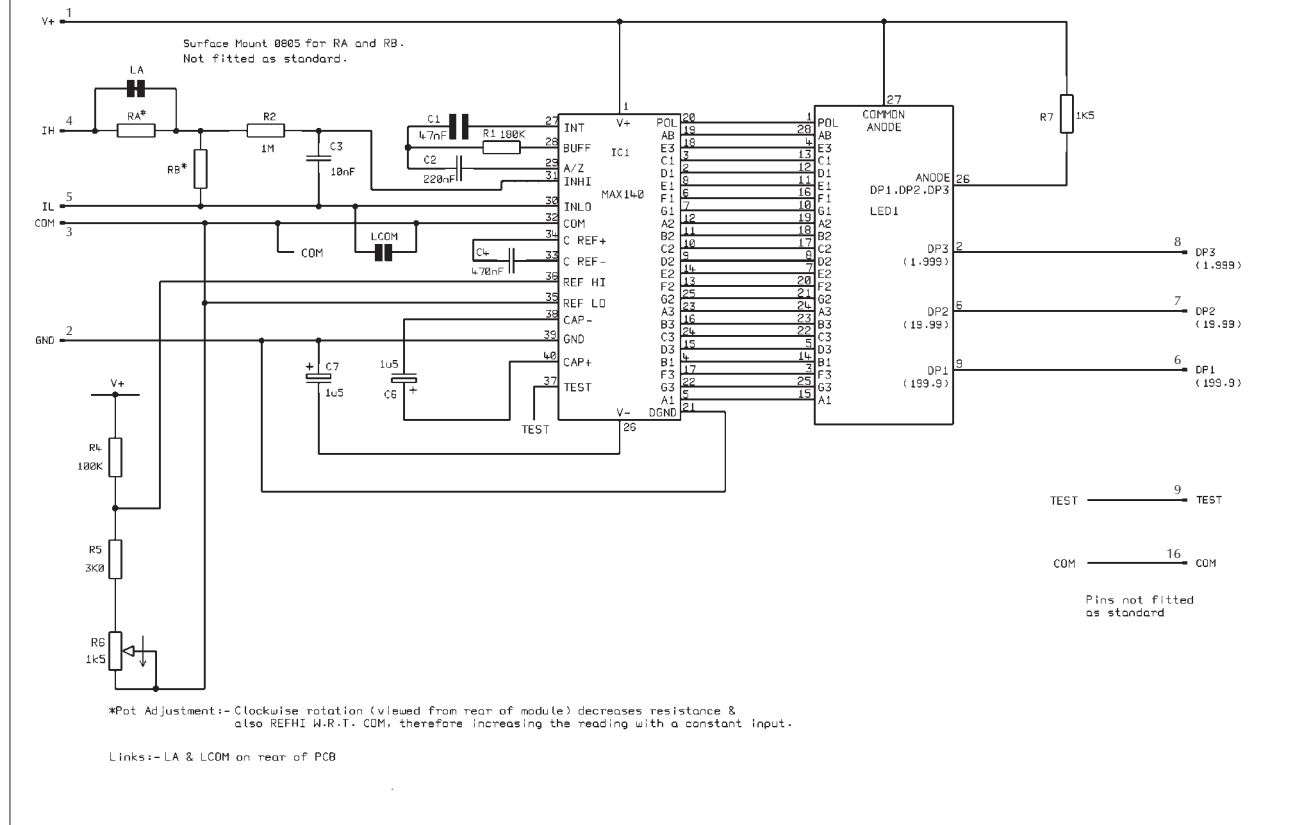 V+ 1
Surface Mount 0805 for RA and RB.
Not fitted as standard.
LA
IH 4
RA*
R2
1M
RB*
C3
10nF
IL 5
COM
3
COM
LCOM
GND 2
C1
47nF
R1 180K
C2
220nF
C4
470nF
C7
+
1u5
1u5
C6
+
TEST
1
V+
IC1
MAX140
27 INT
28 BUFF
29 A/Z
31 INHI
30 INLO
32 COM
34 C REF+
33 C REF-
36 REF HI
35 REF LO
38 CAP-
39 GND
40 CAP+
37 TEST
V-
26
POL 20
AB 19
E3 18
C1 3
D1 2
E1 8
F1 6
G1 7
A2 12
B2 11
C2 10
D2 9
E2 14
F2 13
G2 25
A3 23
B3 16
C3 24
D3 15
B1 4
F3 17
G3 22
A1 5
DGND 21
27
COMMON
ANODE
1 POL
28 AB
4 E3
13 C1
12 D1
11 E1
16 F1
10 G1
19 A2
18 B2
17 C2
8 D2
7 E2
20 F2
21 G2
24 A3
23 B3
22 C3
5 D3
14 B1
3 F3
25 G3
15 A1
ANODE 26
DP1.DP2.DP3
LED1
DP3 2
(1.999)
DP2 6
(19.99)
DP1 9
(199.9)
R7
1K5
8
DP3
(1.999)
7
DP2
(19.99)
6
DP1
(199.9)
V+
R4
100K
R5
3K0
R6
1k5
TEST 9 TEST
COM 16 COM
Pins not fitted
as standard
*Pot Adjustment:- Clockwise rotation (viewed from rear of module) decreases resistance &
also REFHI W.R.T. COM, therefore increasing the reading with a constant input.
Links:- LA & LCOM on rear of PCB